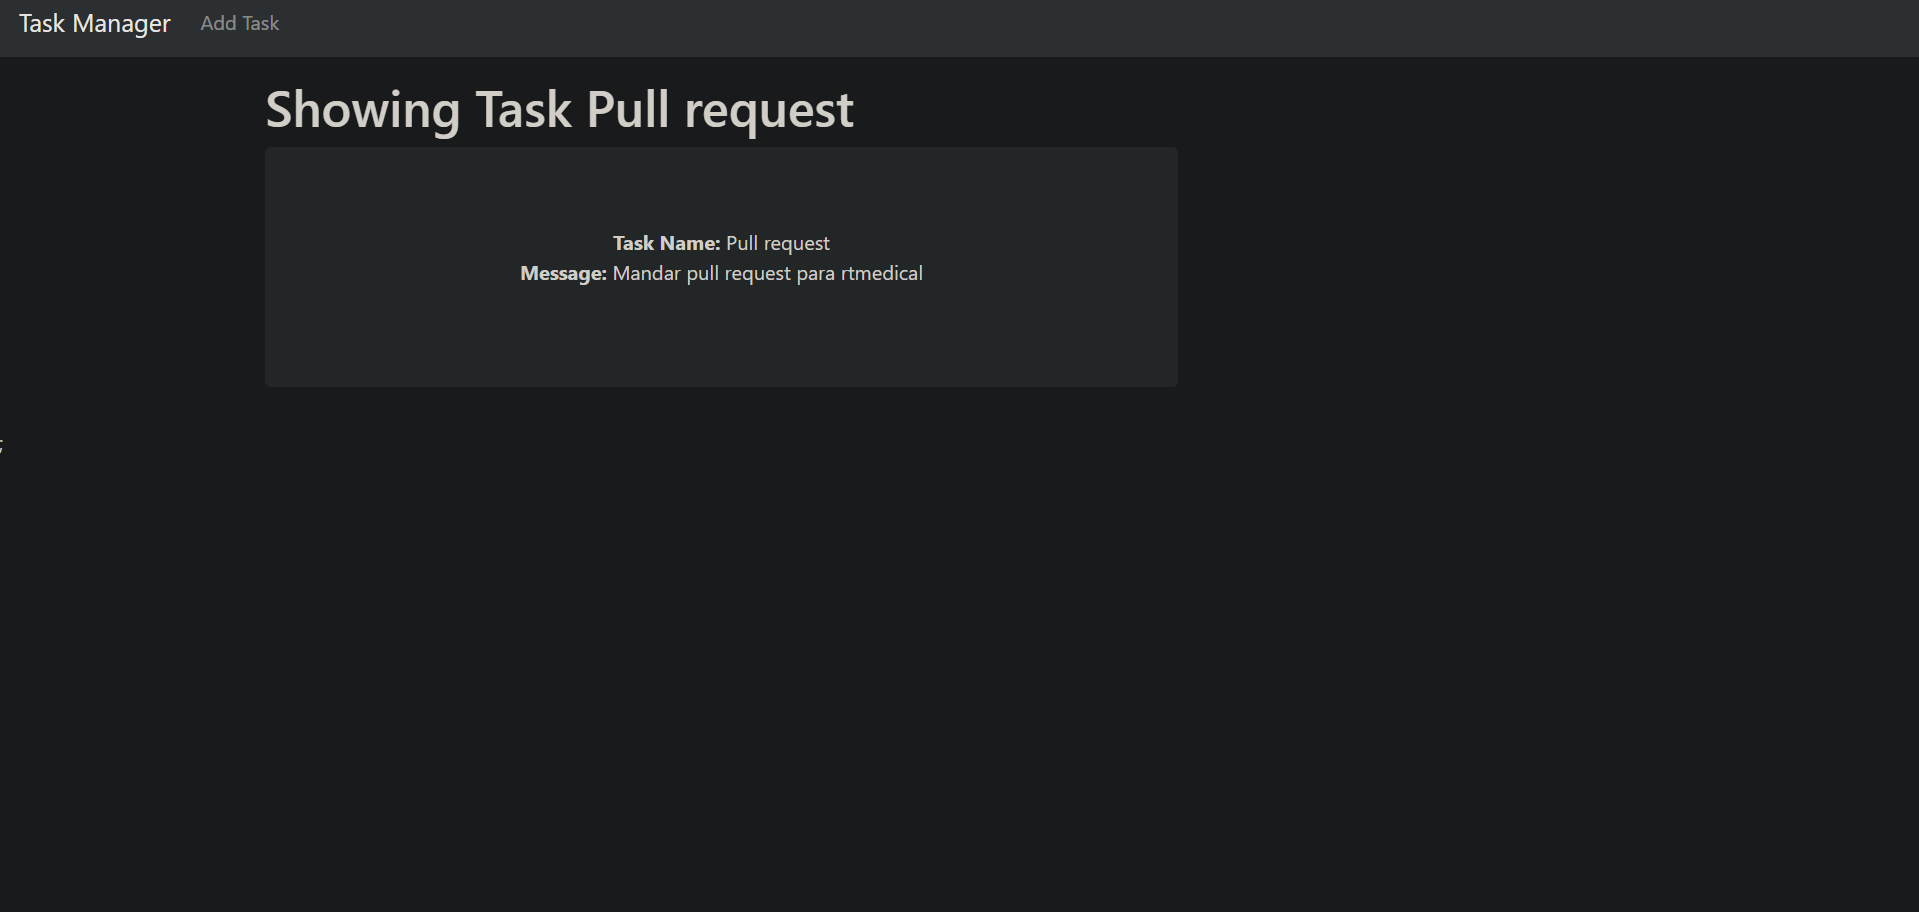 Task Manager Add Task
Showing Task Pull request
Task Name: Pull request
Message: Mandar pull request para rtmedical
;